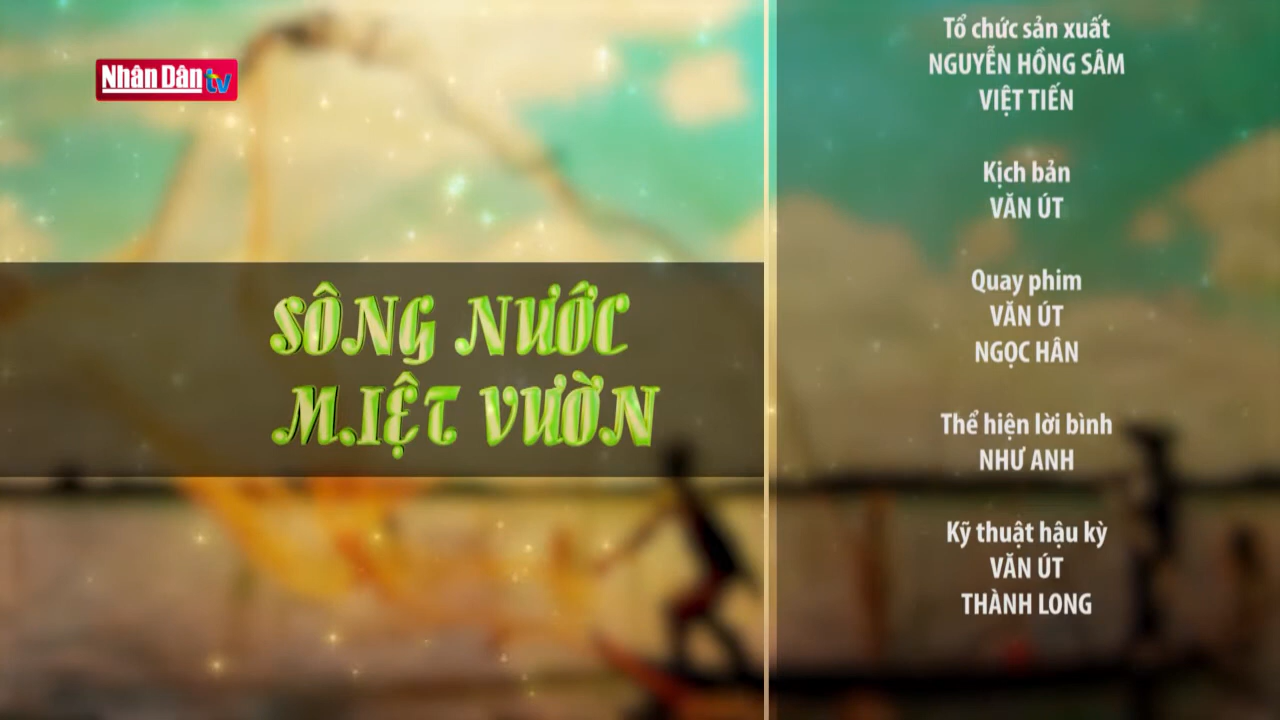 Nhân Dân tv
SÔNG NƯỚC
MIỆT VƯỜN
Tổ chức sản xuất
NGUYỄN HỒNG SÂM
VIỆT TIẾN
Kịch bản
VĂN ÚT
Quay phim
VĂN ÚT
NGỌC HÂN
Thể hiện lời bình
NHƯ ANH
Kỹ thuật hậu kỳ
VĂN ÚT
THÀNH LONG